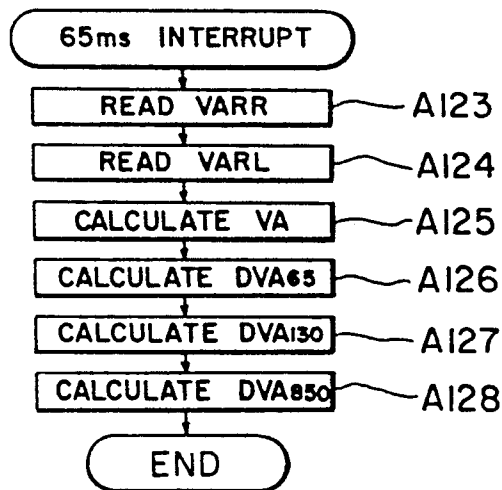 65ms INTERRUPT
READ VARR A123
READ VARL A124
CALCULATE VA A125
CALCULATE DVA65 A126
CALCULATE DVA130 A127
CALCULATE DVA850 A128
END